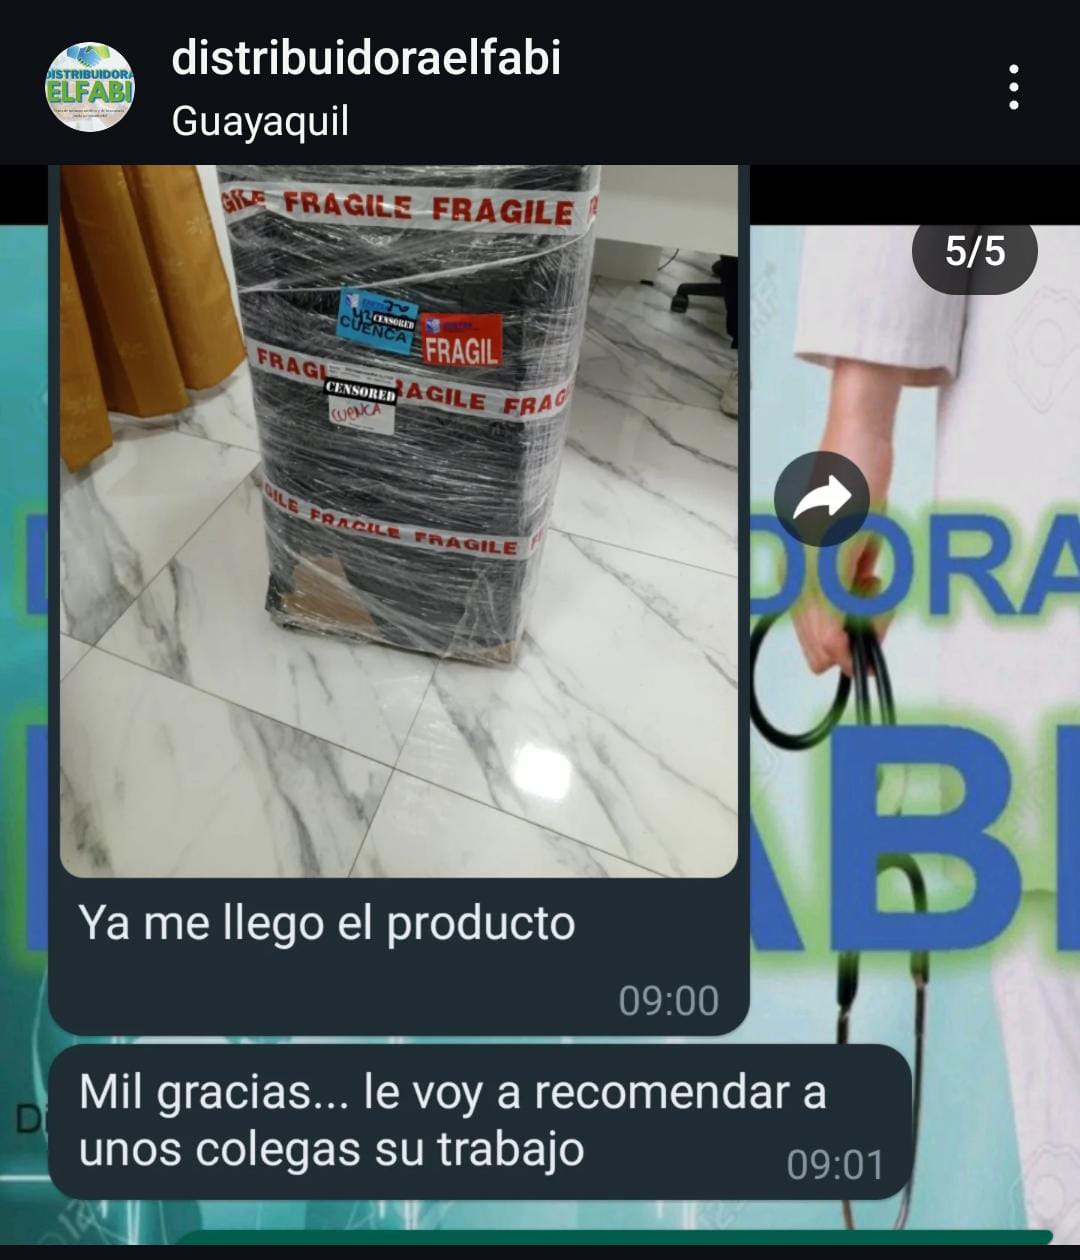 distribuidoraelfabi
Guayaquil
DISTRIBUIDORA
ELFABI
5/5
FRAGILE FRAGILE
CENSORED
CUENCA
FRAGIL
FRAGI RAGILE FRAG
CENSORED
CUENCA
GILE FRAGILE FRAGILE F
DORA
ABI
Ya me llego el producto
09:00
Mil gracias... le voy a recomendar a
unos colegas su trabajo
09:01